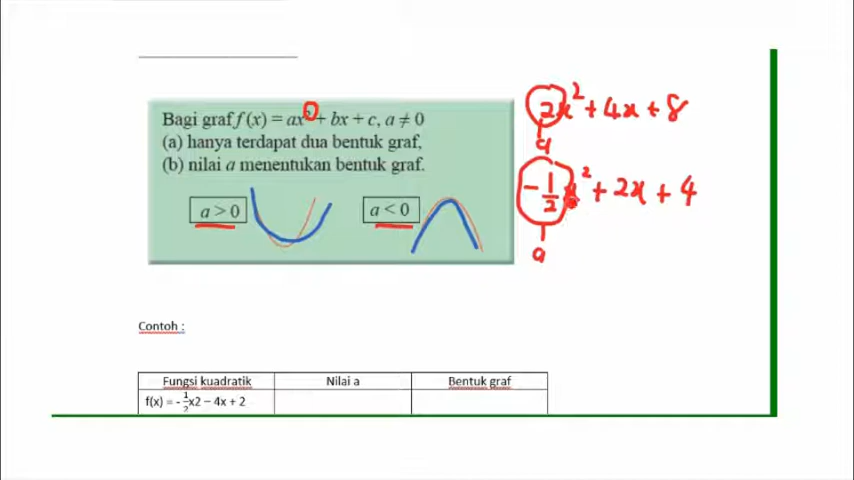 Bagi graf f(x) = ax² + bx + c, a ≠ 0
(a) hanya terdapat dua bentuk graf,
(b) nilai a menentukan bentuk graf.
a > 0
a < 0
2x² + 4x + 8
a
-1/2x² + 2x + 4
a
Contoh :
Fungsi kuadratik Nilai a Bentuk graf
f(x) = -1/2x2 – 4x + 2